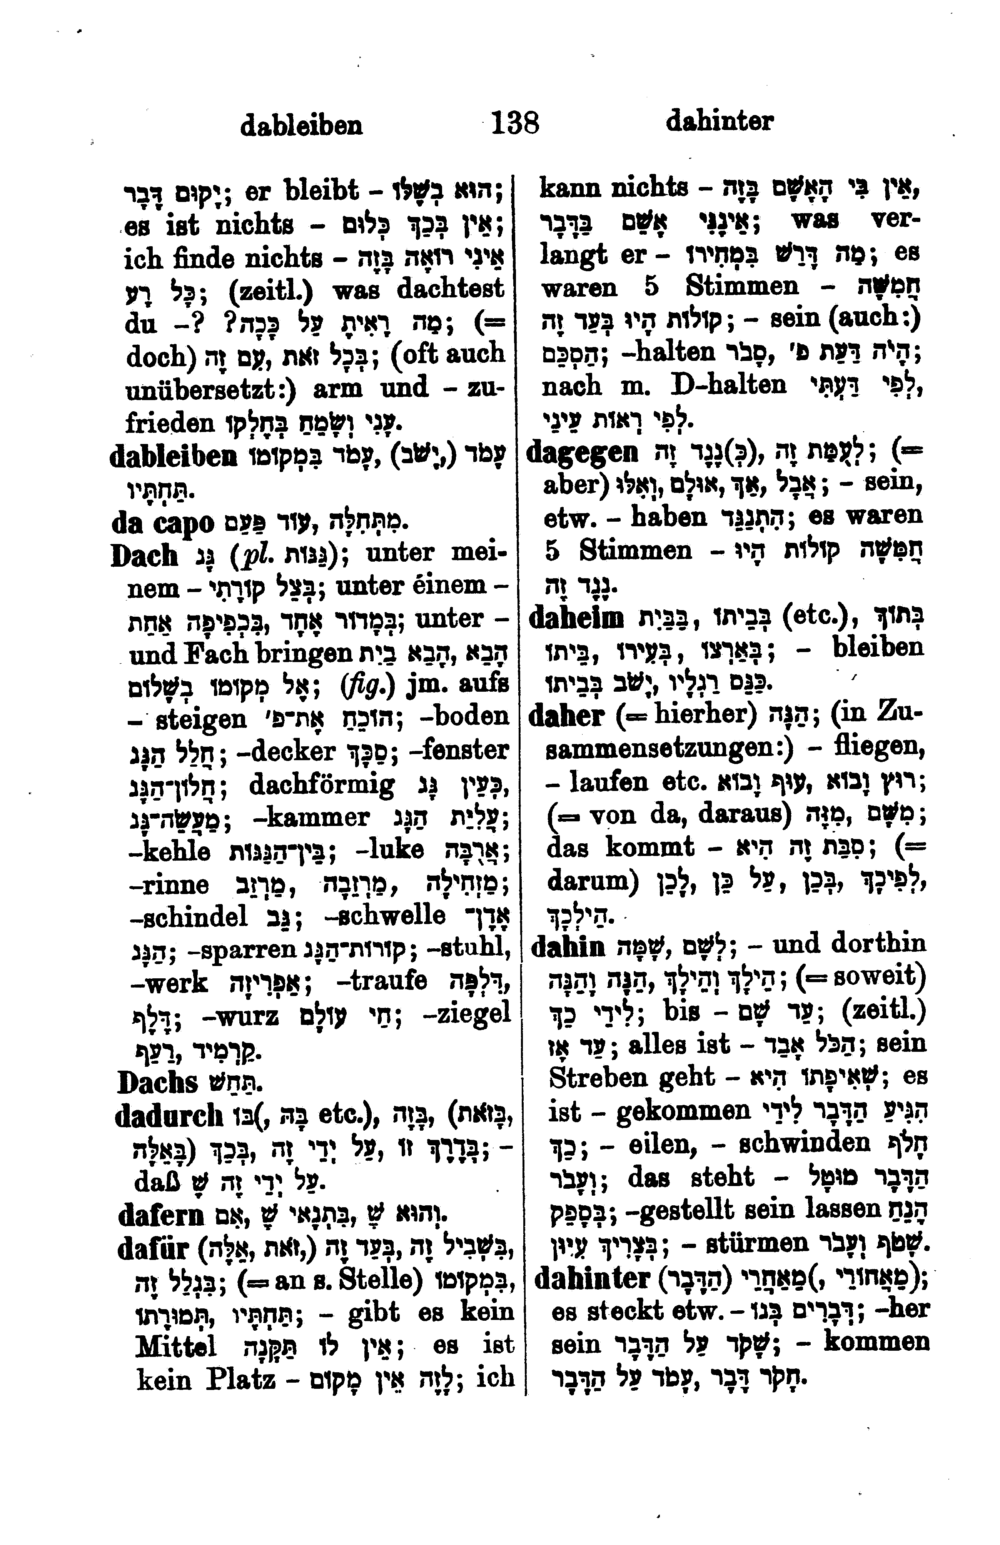 dableiben 138 dahinter
יָקוּם דָּבָר; er bleibt – הוּא בְשֶׁלּוֹ;
es ist nichts – אֵין בְּכָךְ כְּלוּם;
ich finde nichts – אֵינִי רוֹאֶה בָּזֶה
כָּל רָע; (zeitl.) was dachtest
du –? מָה רָאִיתָ עַל כָּכָה?; (=
doch) בְּכָל זֹאת, עִם זֶה; (oft auch
unübersetzt:) arm und – zu-
frieden עָנִי וְשָׂמֵחַ בְּחֶלְקוֹ.
dableiben עָמֹד (יָשֹׁב,), עָמֹד בִּמְקוֹמוֹ
תַּחְתָּיו.
da capo מִתְּחִלָּה, עוֹד פַּעַם.
Dach גָּג (pl. גַּגּוֹת); unter mei-
nem – בְּצֵל קוֹרָתִי; unter éinem –
בְּמָדוֹר אֶחָד, בִּכְפִיפָה אַחַת; unter –
und Fach bringen הָבֵא, הָבֵא בַיִת
אֶל מְקוֹמוֹ בְשָׁלוֹם; (fig.) jm. aufs
– steigen הוֹכֵחַ אֶת־פ'; –boden
חֲלַל הַגָּג; –decker סַכָּךְ; –fenster
חַלּוֹן־הַגָּג; dachförmig כְּעֵין גָּג,
מַעֲשֵׂה־גָּג; –kammer עֲלִיַּת הַגָּג;
–kehle בֵּין־הַגַּגּוֹת; –luke אֲרֻבָּה;
–rinne מַזְחִילָה, מַרְזֵבָה, מַרְזֵב;
–schindel גַּב; –schwelle אֶדֶן־
הַגָּג; –sparren קוֹרוֹת־הַגָּג; –stuhl,
–werk אַפְרִיזָה; –traufe דִּלְפָּה,
דֶּלֶף; –wurz חַי עוֹלָם; –ziegel
קַרְמִיד, רַעַף.
Dachs תַּחַשׁ.
dadurch בּוֹ(, בָּהּ etc.), בָּזֶה, (בָּזֹאת,
בָּאֵלֶּה) בְּכָךְ, עַל יְדֵי זֶה, בְּדֶרֶךְ זוֹ; –
daß עַל יְדֵי זֶה שֶׁ.
dafern אִם, בִּתְנַאי שֶׁ, וְהוּא שֶׁ.
dafür (זֹאת, אֵלֶּה,) בִּשְׁבִיל זֶה, בְּעַד זֶה,
בִּגְלַל זֶה; (= an s. Stelle) בִּמְקוֹמוֹ,
תַּחְתָּיו, תְּמוּרָתוֹ; – gibt es kein
Mittel אֵין לוֹ תַּקָּנָה; es ist
kein Platz – לָזֶה אֵין מָקוֹם; ich
kann nichts – אֵין בִּי הָאָשָׁם בָּזֶה,
אֵינֶנִּי אָשֵׁם בַּדָּבָר; was ver-
langt er – מַה דָּרַשׁ בִּמְחִירוֹ; es
waren 5 Stimmen – חֲמִשָּׁה
קוֹלוֹת הָיוּ בְּעַד זֶה; – sein (auch:)
הַסְכֵּם; –halten סָבֹר, הָיֹה דַּעַת פ';
nach m. D–halten לְפִי דַּעְתִּי,
לְפִי רְאוֹת עֵינַי.
dagegen לְעֻמַּת זֶה, (כְּ)נֶגֶד זֶה; (=
aber) אֲבָל, אַךְ, אוּלָם, וְאִלּוּ; – sein,
etw. – haben הִתְנַגֵּד; es waren
5 Stimmen – חֲמִשָּׁה קוֹלוֹת הָיוּ
נֶגֶד זֶה.
daheim בַּבַּיִת, בְּבֵיתוֹ (etc.), בְּתוֹךְ
בֵּיתוֹ, בְּעִירוֹ, בְּאַרְצוֹ; – bleiben
כַּנֵּס רַגְלָיו, יָשֹׁב בְּבֵיתוֹ.
daher (= hierher) הֵנָּה; (in Zu-
sammensetzungen:) – fliegen,
– laufen etc. עוּף וָבוֹא, רוּץ וָבוֹא;
(= von da, daraus) מִשָּׁם, מִזֶּה;
das kommt – סִבַּת זֶה הִיא; (=
darum) לְפִיכָךְ, בְּכֵן, עַל כֵּן, לָכֵן,
הִילְכָךְ.
dahin לְשָׁם, שָׁמָּה; – und dorthin
הֵילֵךְ וְהֵילֵךְ, הֵנָּה וָהֵנָּה; (= soweit)
לִידֵי כָךְ; bis – עַד שָׁם; (zeitl.)
עַד אָז; alles ist – הַכֹּל אָבַד; sein
Streben geht – שְׁאִיפָתוֹ הִיא; es
ist – gekommen הִגִּיעַ הַדָּבָר לִידֵי
כָךְ; – eilen, – schwinden חָלֹף
וְעָבֹר; das steht – הַדָּבָר מוּטָל
בְּסָפֵק; –gestellt sein lassen הַנַּח
בְּצָרִיךְ עִיּוּן; – stürmen שָׁטֹף וְעָבֹר.
dahinter (מֵאֲחוֹרֵי, )מֵאַחֲרֵי (הַדָּבָר);
es steckt etw. – דְּבָרִים בְּגוֹ; –her
sein שָׁקֹד עַל הַדָּבָר; – kommen
חָקֹר דָּבָר, עָמֹד עַל הַדָּבָר.